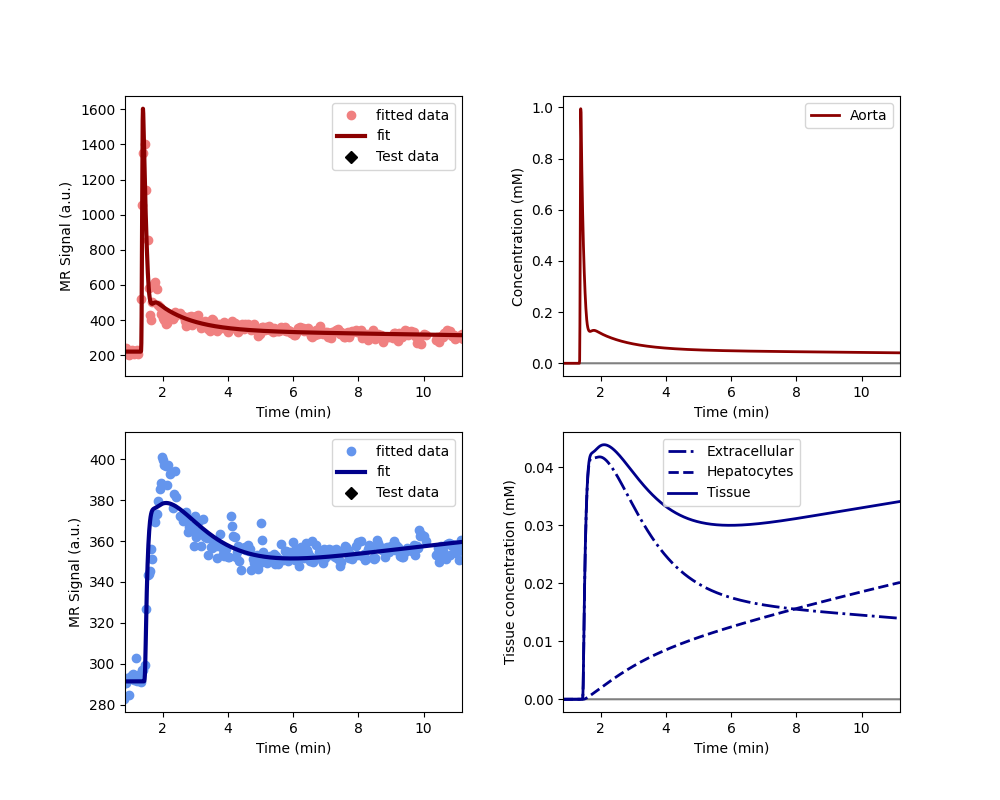 1600
1400
1200
1000
800
600
400
200
MR Signal (a.u.)
2 4 6 8 10
Time (min)
fitted data
fit
Test data
1.0
0.8
0.6
0.4
0.2
0.0
Concentration (mM)
2 4 6 8 10
Time (min)
Aorta
400
380
360
340
320
300
280
MR Signal (a.u.)
2 4 6 8 10
Time (min)
fitted data
fit
Test data
0.04
0.03
0.02
0.01
0.00
Tissue concentration (mM)
2 4 6 8 10
Time (min)
Extracellular
Hepatocytes
Tissue